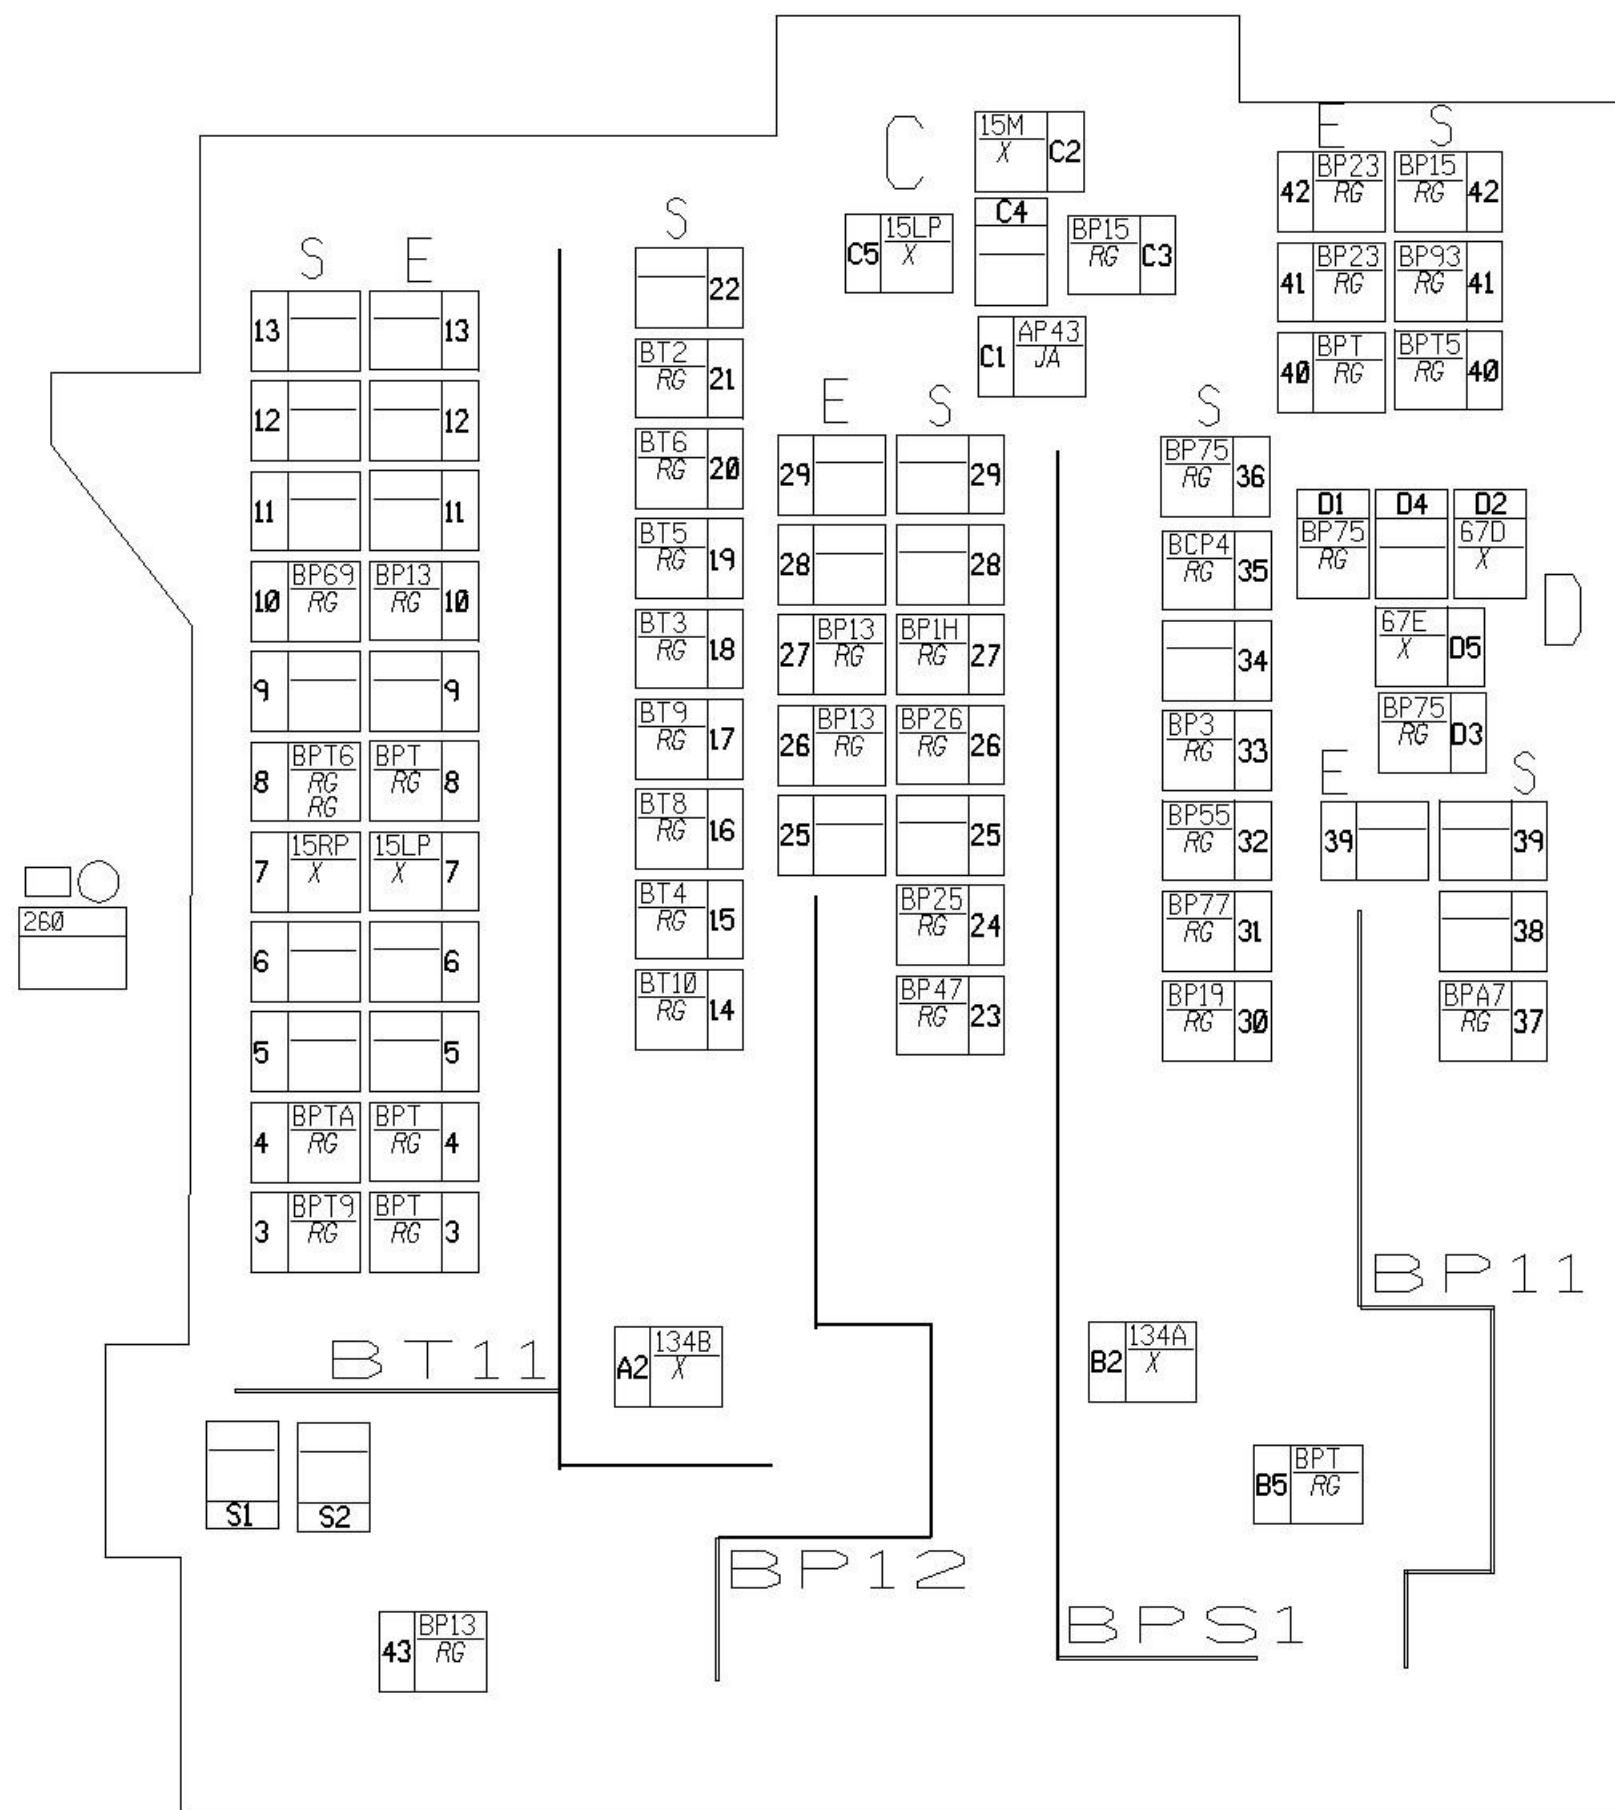 C
15M
X
C2
C4
C5
15LP
X
BP15
RG
C3
C1
AP43
JA
E S
42
BP23
RG
BP15
RG
42
41
BP23
RG
BP93
RG
41
40
BPT
RG
BPT5
RG
40
S E
13
13
12
12
11
11
10
BP69
RG
BP13
RG
10
9
9
8
BPT6
RG
RG
BPT
RG
8
7
15RP
X
15LP
X
7
6
6
5
5
4
BPTA
RG
BPT
RG
4
3
BPT9
RG
BPT
RG
3
260
S
22
BT2
RG
21
BT6
RG
20
BT5
RG
19
BT3
RG
18
BT9
RG
17
BT8
RG
16
BT4
RG
15
BT10
RG
14
E S
29
29
28
28
27
BP13
RG
BP1H
RG
27
26
BP13
RG
BP26
RG
26
25
25
BP25
RG
24
BP47
RG
23
S
BP75
RG
36
BCP4
RG
35
34
BP3
RG
33
BP55
RG
32
BP77
RG
31
BP19
RG
30
D1
BP75
RG
D4
D2
67D
X
67E
X
D5
BP75
RG
D3
E S
39
39
38
BPA7
RG
37
BP11
BT11
A2
134B
X
B2
134A
X
S1
S2
B5
BPT
RG
BP12
BPS1
43
BP13
RG